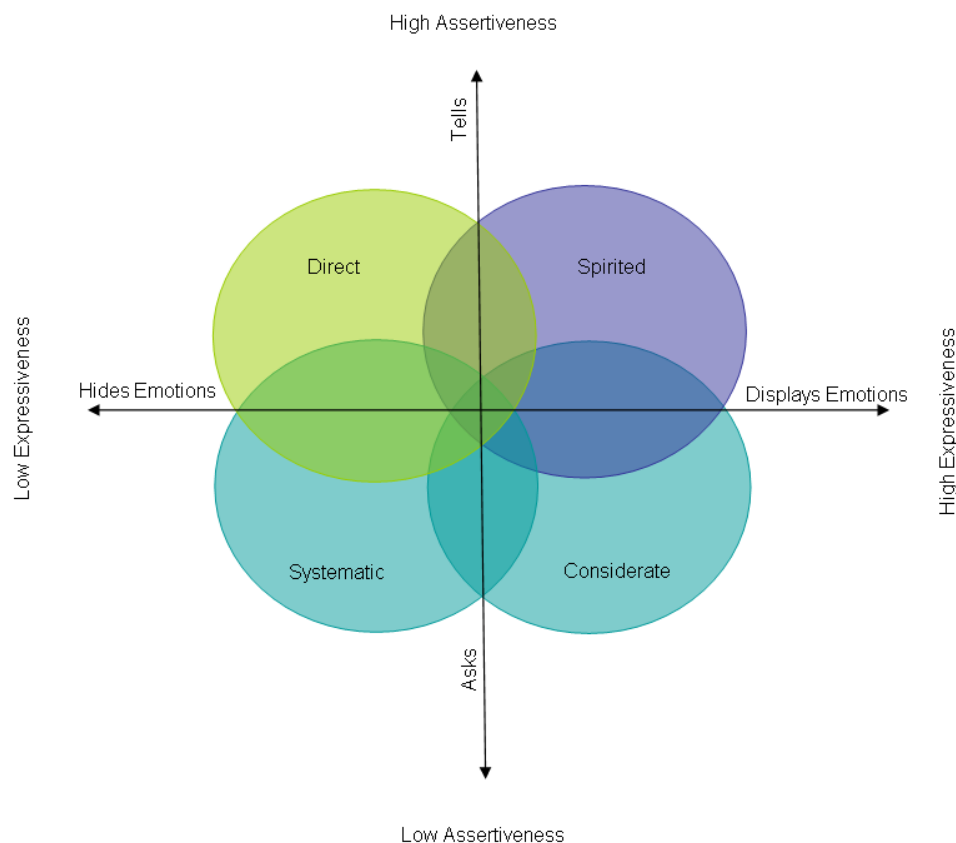 High Assertiveness
Tells
Direct
Spirited
Low Expressiveness
Hides Emotions
Displays Emotions
High Expressiveness
Systematic
Considerate
Asks
Low Assertiveness